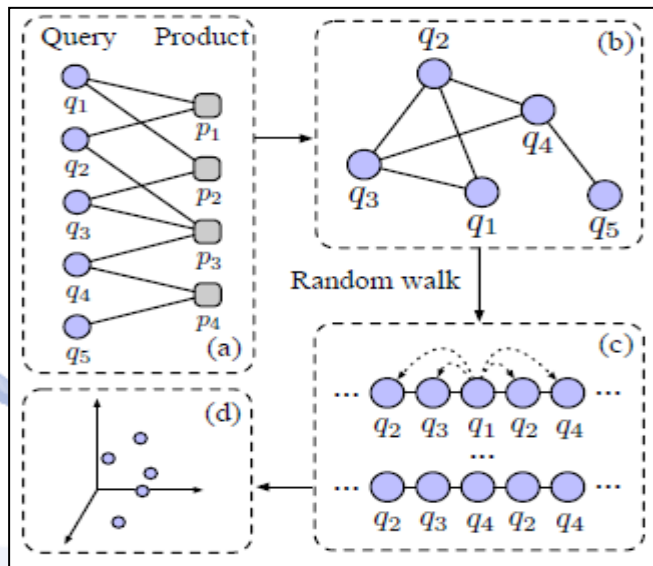 Query Product
q1
q2
q3
q4
q5
p1
p2
p3
p4
(a)
q2
(b)
q4
q3
q1
q5
Random walk
(c)
... ...
q2 q3 q1 q2 q4
...
... ...
q2 q3 q4 q2 q4
(d)